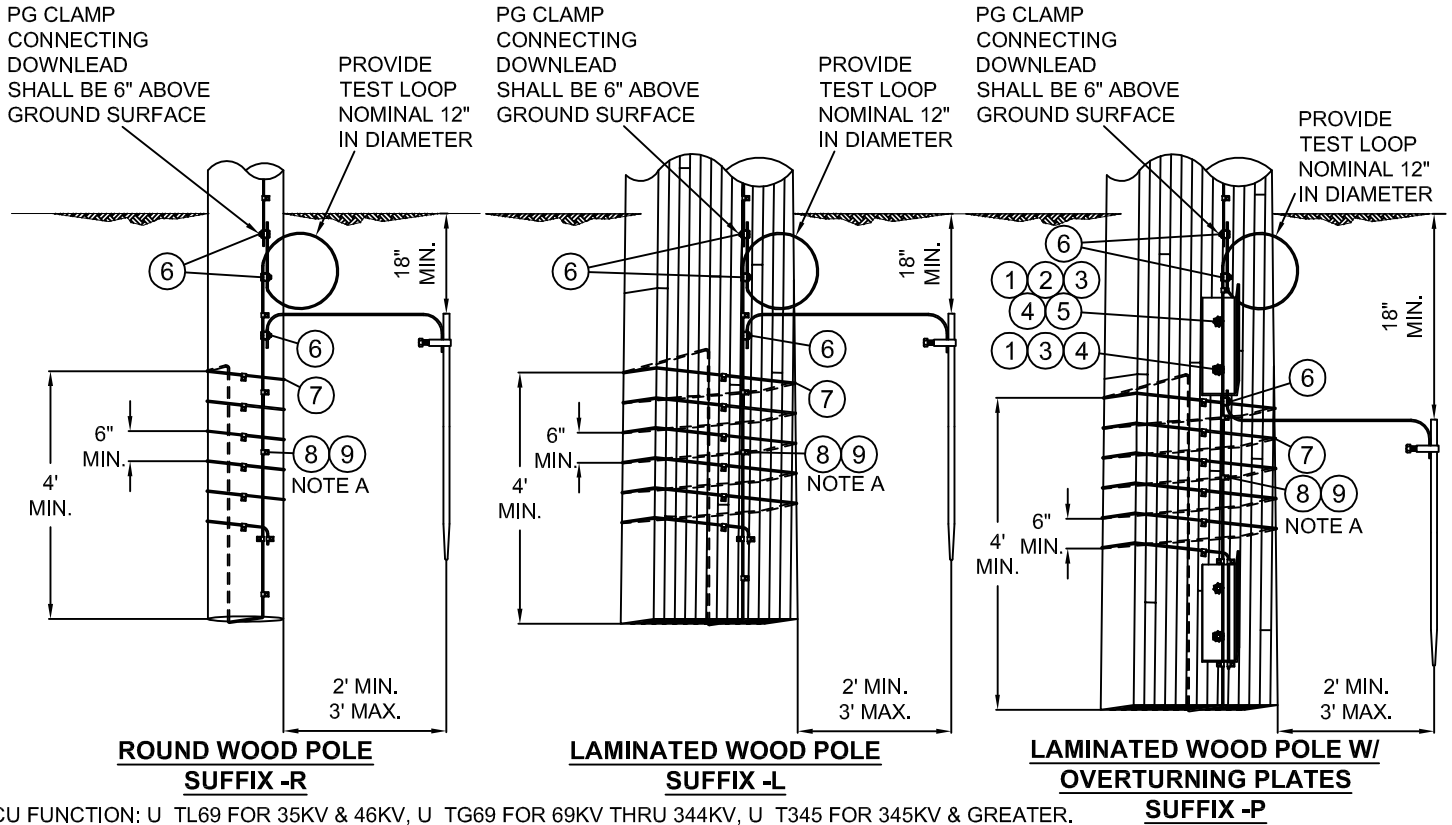 PG CLAMP
CONNECTING
DOWNLEAD
SHALL BE 6" ABOVE
GROUND SURFACE
PROVIDE
TEST LOOP
NOMINAL 12"
IN DIAMETER
6
18"
MIN.
6
7
4'
MIN.
6"
MIN.
8 9
NOTE A
2' MIN.
3' MAX.
ROUND WOOD POLE
SUFFIX -R
PG CLAMP
CONNECTING
DOWNLEAD
SHALL BE 6" ABOVE
GROUND SURFACE
PROVIDE
TEST LOOP
NOMINAL 12"
IN DIAMETER
6
18"
MIN.
6
7
4'
MIN.
6"
MIN.
8 9
NOTE A
2' MIN.
3' MAX.
LAMINATED WOOD POLE
SUFFIX -L
PG CLAMP
CONNECTING
DOWNLEAD
SHALL BE 6" ABOVE
GROUND SURFACE
PROVIDE
TEST LOOP
NOMINAL 12"
IN DIAMETER
6
1 2 3
4 5
1 3 4
18"
MIN.
6
7
8 9
NOTE A
4'
MIN.
6"
MIN.
2' MIN.
3' MAX.
LAMINATED WOOD POLE W/
OVERTURNING PLATES
SUFFIX -P
CU FUNCTION: U TL69 FOR 35KV & 46KV, U TG69 FOR 69KV THRU 344KV, U T345 FOR 345KV & GREATER.